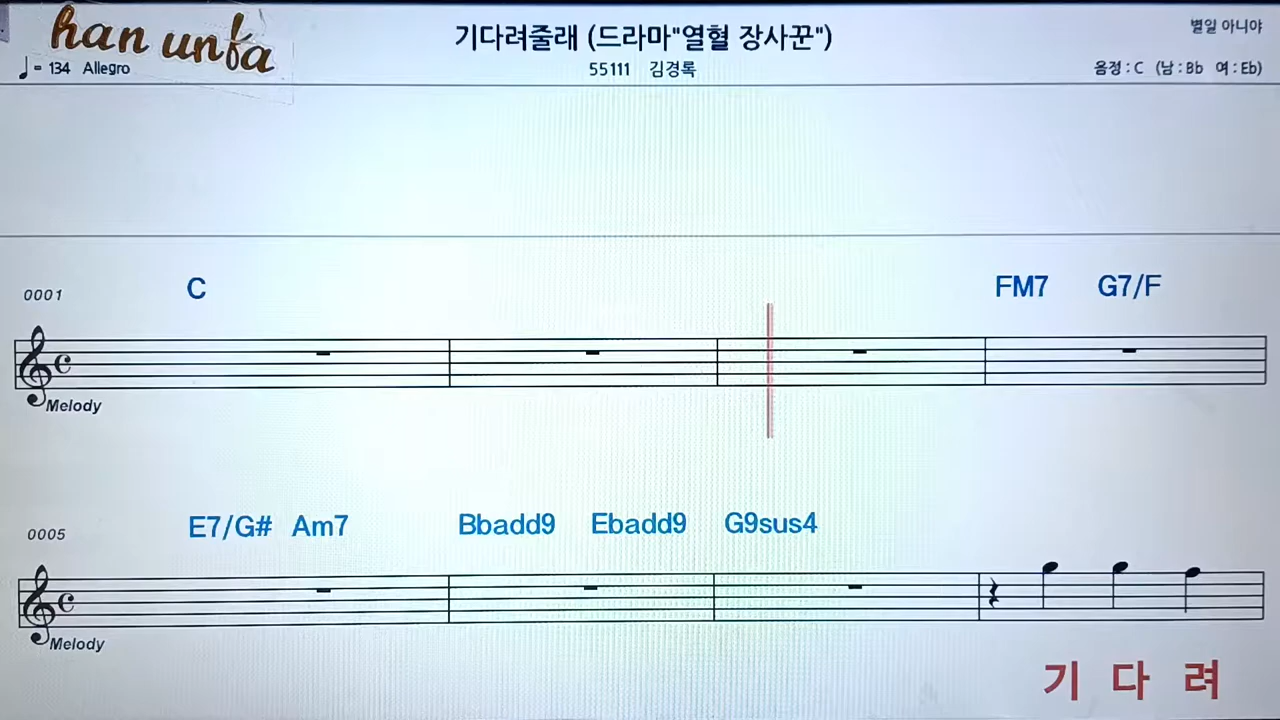 han unfa
기다려줄래 (드라마"열혈 장사꾼")
별일 아니야
♩= 134 Allegro
55111 김경록
음정 : C (남 : Bb 여 : Eb)
0001 C FM7 G7/F
Melody
0005 E7/G# Am7 Bbadd9 Ebadd9 G9sus4
Melody
기 다 려